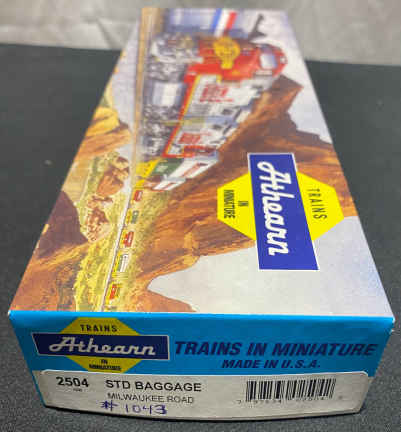 TRAINS
Athearn
IN
MINIATURE
TRAINS
Athearn
IN
MINIATURE
TRAINS IN MINIATURE
MADE IN U.S.A.
2504 STD BAGGAGE
MILWAUKEE ROAD
# 1043